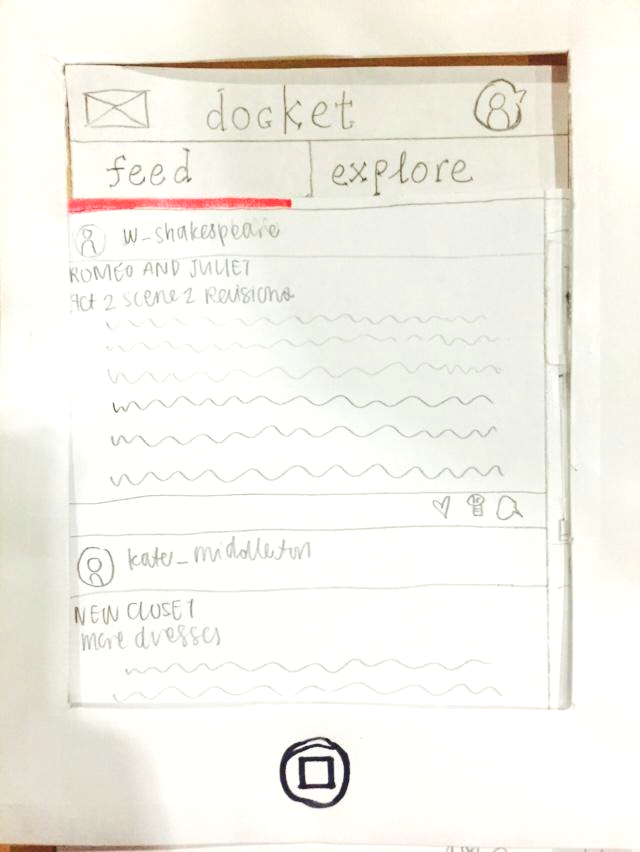 docket
feed explore
w_shakespeare
ROMEO AND JULIET
Act 2 Scene 2 Revisions
kate_middleton
NEW CLOSET
more dresses